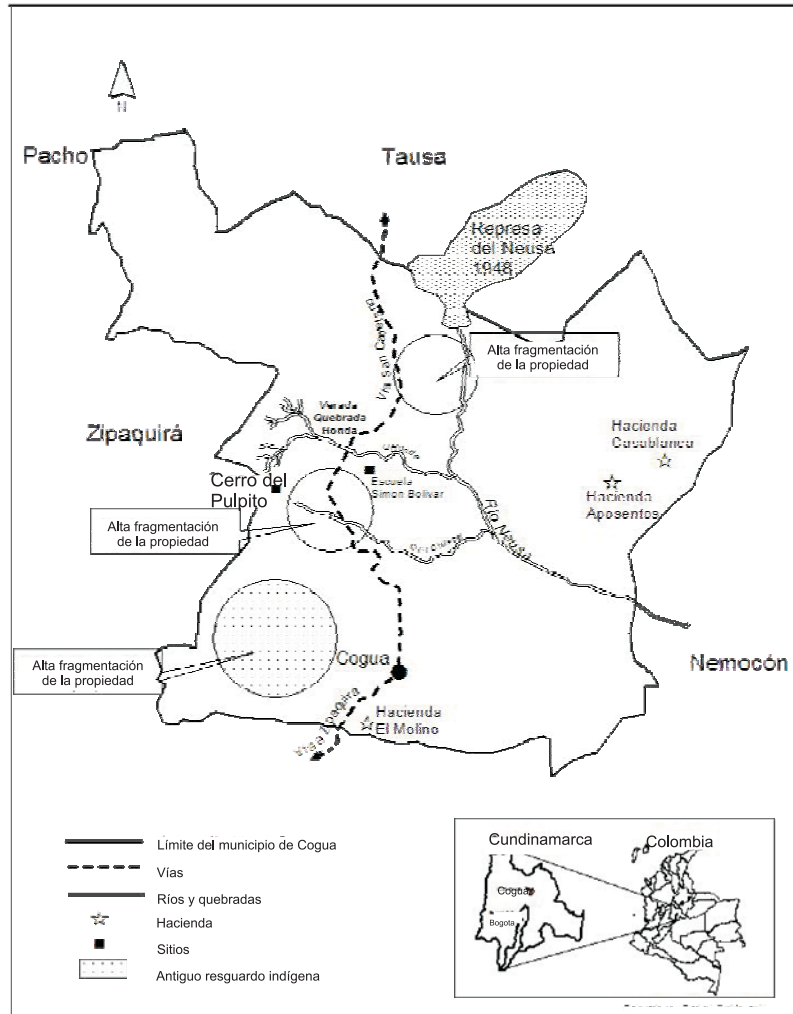 N
Pacho
Tausa
Represa
del Neusa
1948
Vía San Cayetano
Alta fragmentación
de la propiedad
Vereda
Quebrada
Honda
Zipaquirá
Hacienda
Casablanca
Cerro del
Pulpito
Escuela
Simon Bolivar
Hacienda
Aposentos
Río Neusa
Alta fragmentación
de la propiedad
Alta fragmentación
de la propiedad
Cogua
Nemocón
Hacienda
El Molino
Vía a Zipaquirá
Límite del municipio de Cogua
Vías
Ríos y quebradas
Hacienda
Sitios
Antiguo resguardo indígena
Cundinamarca
Colombia
Cogua
Bogota